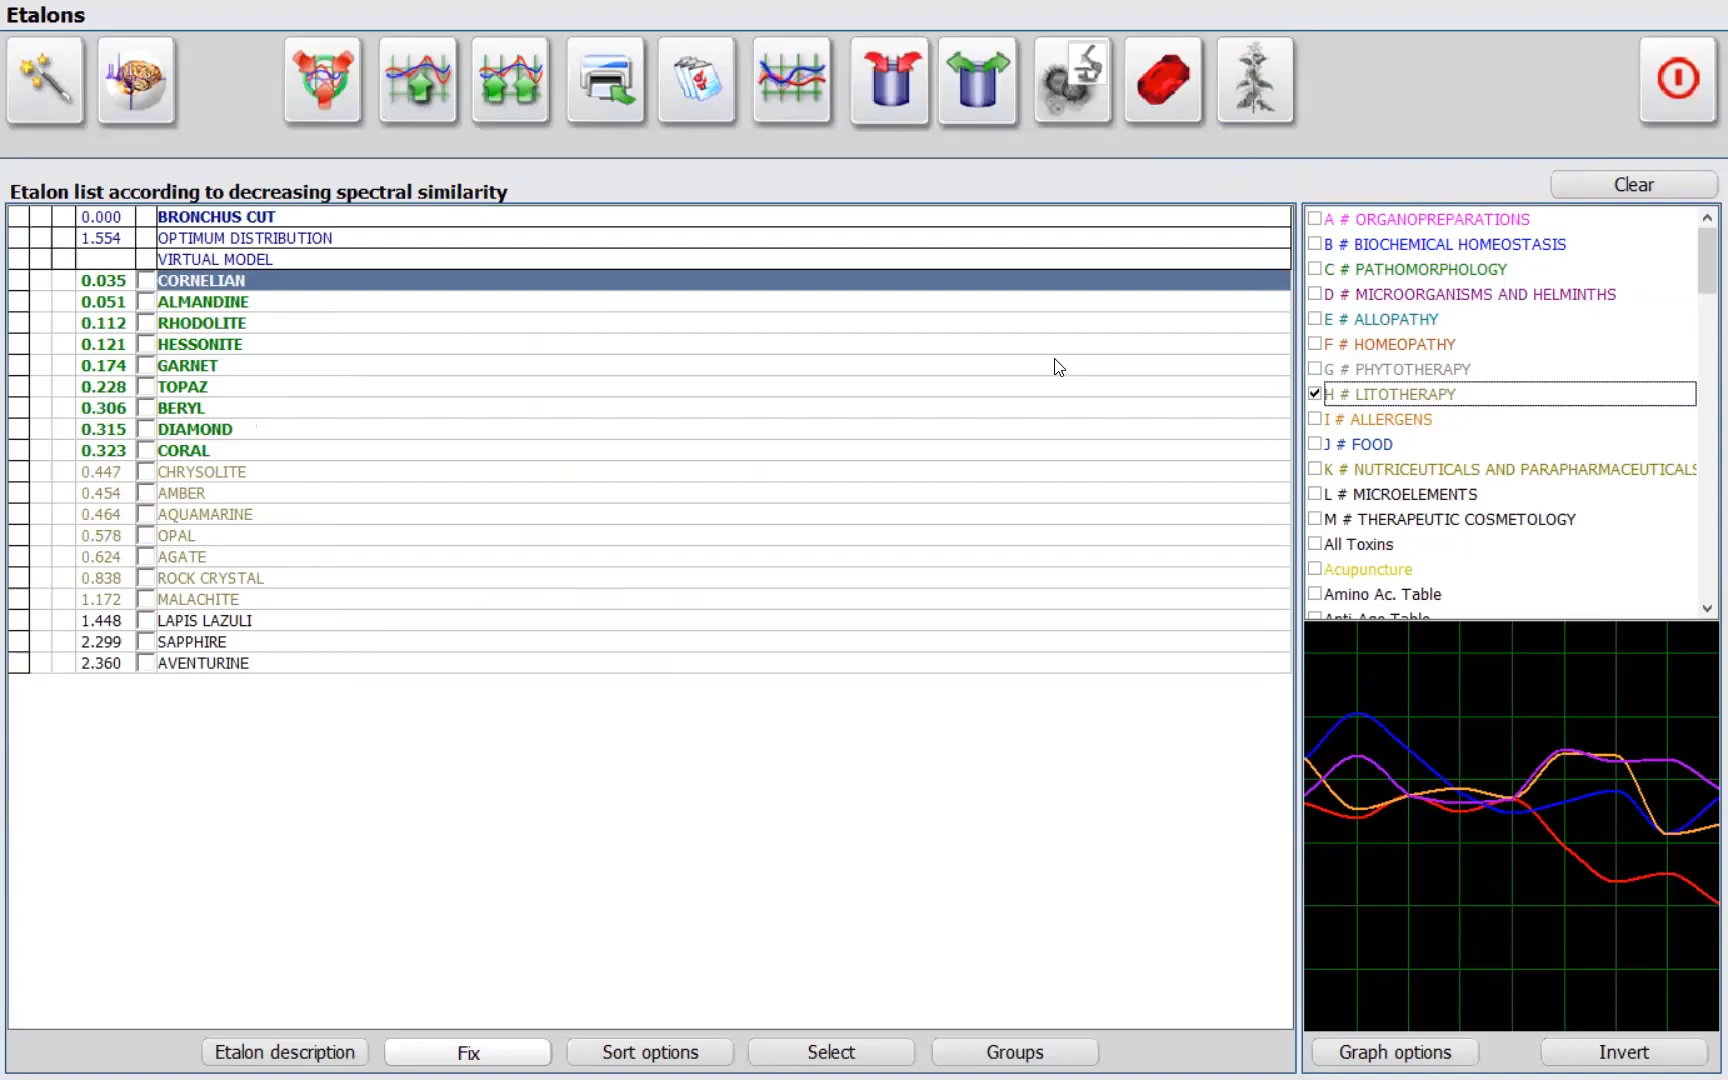 Etalons
Etalon list according to decreasing spectral similarity
Clear
0.000 BRONCHUS CUT
1.554 OPTIMUM DISTRIBUTION
VIRTUAL MODEL
0.035 CORNELIAN
0.051 ALMANDINE
0.112 RHODOLITE
0.121 HESSONITE
0.174 GARNET
0.228 TOPAZ
0.306 BERYL
0.315 DIAMOND
0.323 CORAL
0.447 CHRYSOLITE
0.454 AMBER
0.464 AQUAMARINE
0.578 OPAL
0.624 AGATE
0.838 ROCK CRYSTAL
1.172 MALACHITE
1.448 LAPIS LAZULI
2.299 SAPPHIRE
2.360 AVENTURINE
A # ORGANOPREPARATIONS
B # BIOCHEMICAL HOMEOSTASIS
C # PATHOMORPHOLOGY
D # MICROORGANISMS AND HELMINTHS
E # ALLOPATHY
F # HOMEOPATHY
G # PHYTOTHERAPY
H # LITOTHERAPY
I # ALLERGENS
J # FOOD
K # NUTRICEUTICALS AND PARAPHARMACEUTICALS
L # MICROELEMENTS
M # THERAPEUTIC COSMETOLOGY
All Toxins
Acupuncture
Amino Ac. Table
Anti-Age Table
Etalon description
Fix
Sort options
Select
Groups
Graph options
Invert